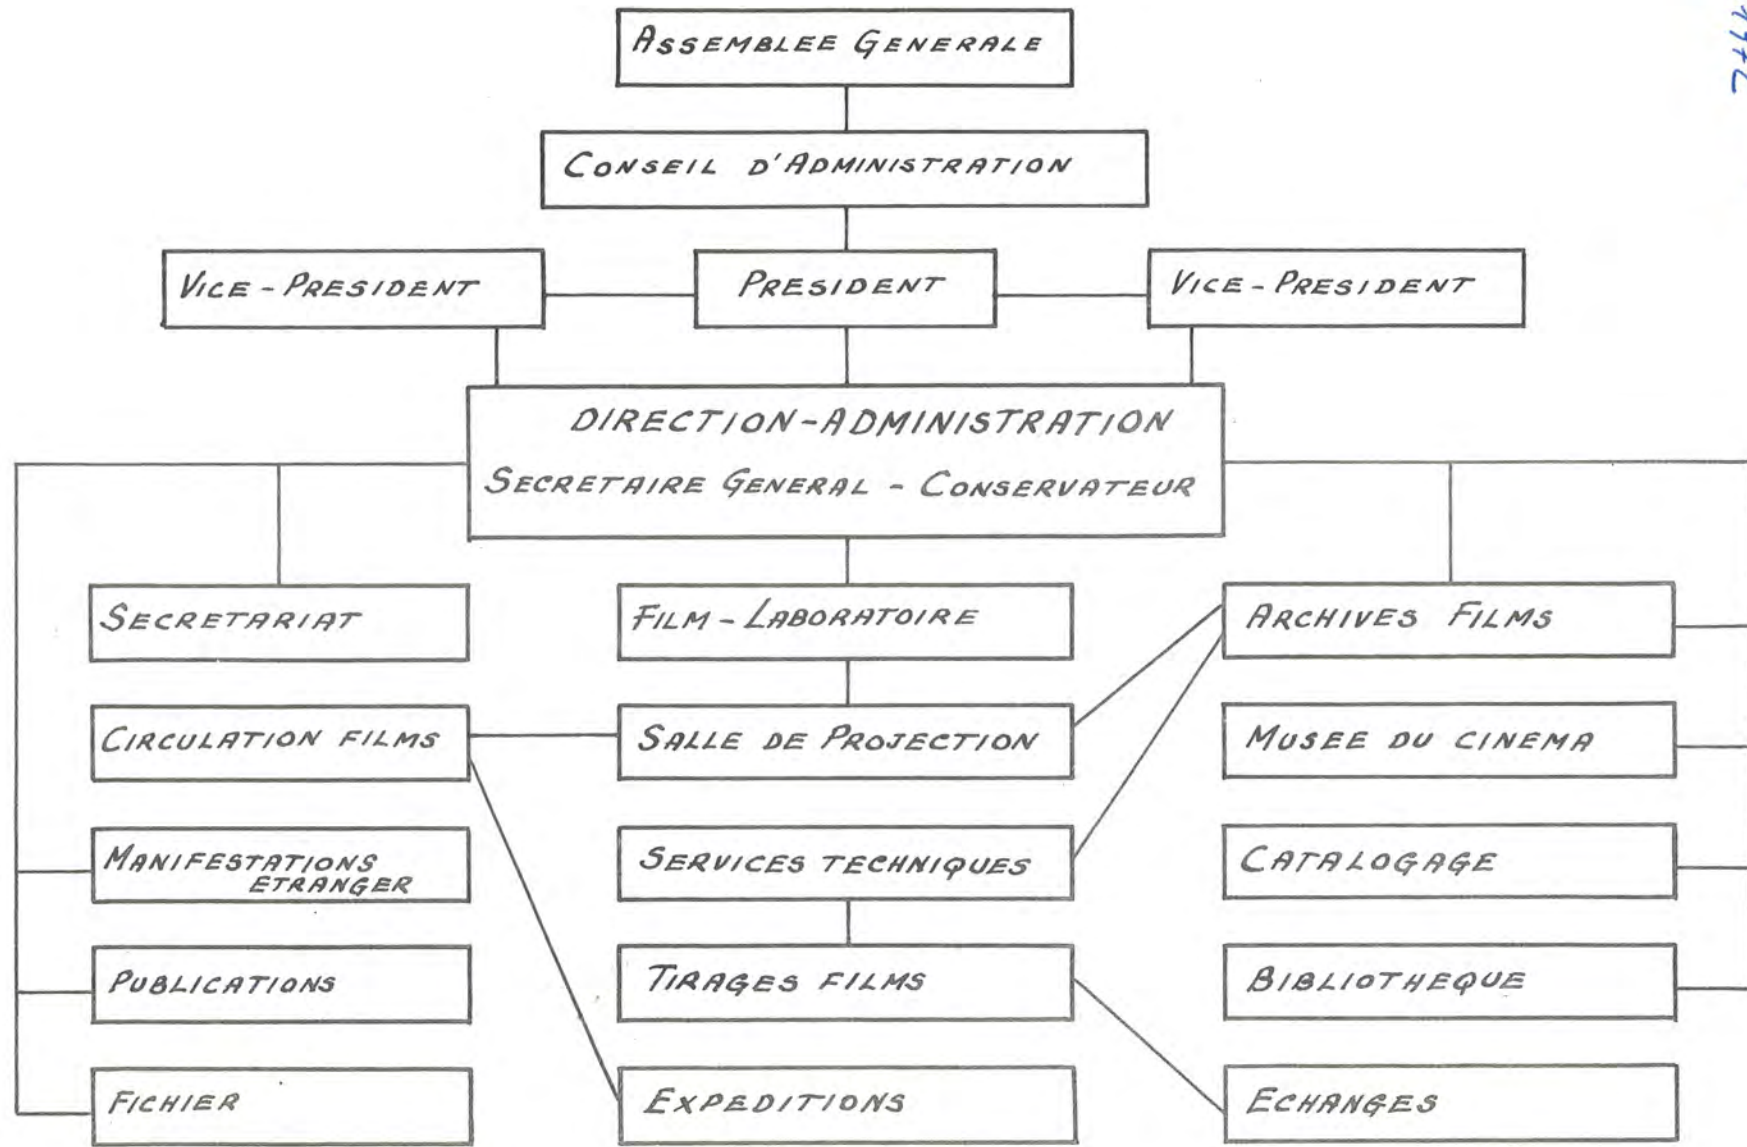 ASSEMBLEE GENERALE
CONSEIL D'ADMINISTRATION
VICE-PRESIDENT
PRESIDENT
VICE-PRESIDENT
DIRECTION-ADMINISTRATION
SECRETAIRE GENERAL - CONSERVATEUR
SECRETARIAT
FILM-LABORATOIRE
ARCHIVES FILMS
CIRCULATION FILMS
SALLE DE PROJECTION
MUSEE DU CINEMA
MANIFESTATIONS
ETRANGER
SERVICES TECHNIQUES
CATALOGAGE
PUBLICATIONS
TIRAGES FILMS
BIBLIOTHEQUE
FICHIER
EXPEDITIONS
ECHANGES